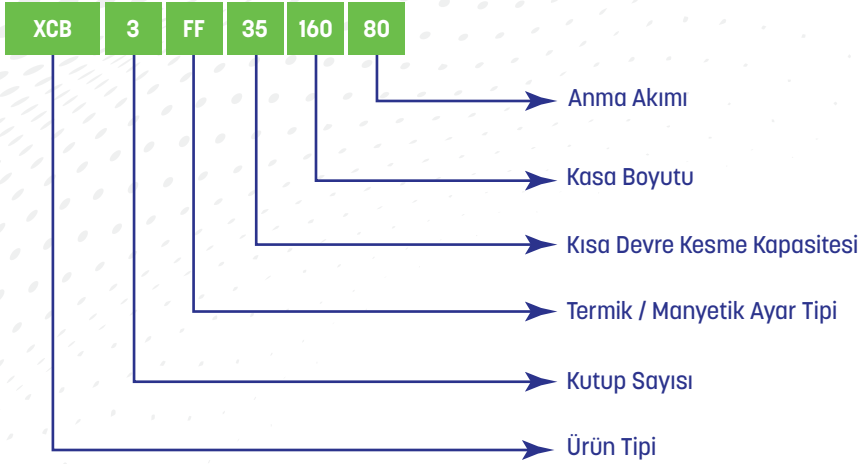 XCB 3 FF 35 160 80
Anma Akımı
Kasa Boyutu
Kısa Devre Kesme Kapasitesi
Termik / Manyetik Ayar Tipi
Kutup Sayısı
Ürün Tipi